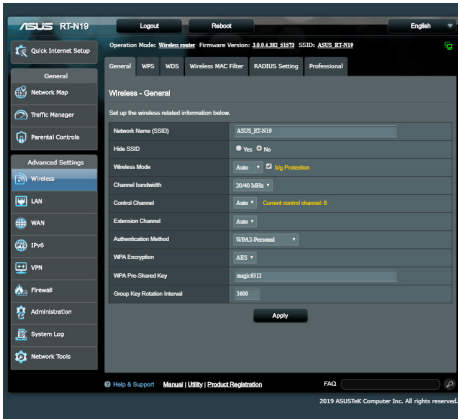 ASUS RT-N19 Logout Reboot English
Quick Internet Setup
Operation Mode: Wireless router Firmware Version: 3.0.0.4.382_51573 SSID: ASUS_RT-N19
General WPS WDS Wireless MAC Filter RADIUS Setting Professional
General
Network Map
Traffic Manager
Parental Controls
Advanced Settings
Wireless
LAN
WAN
IPv6
VPN
Firewall
Administration
System Log
Network Tools
Wireless - General
Set up the wireless related information below.
Network Name (SSID) ASUS_RT-N19
Hide SSID Yes No
Wireless Mode Auto b/g Protection
Channel bandwidth 20/40 MHz
Control Channel Auto Current control channel: 8
Extension Channel Auto
Authentication Method WPA2-Personal
WPA Encryption AES
WPA Pre-Shared Key magic6312
Group Key Rotation Interval 3600
Apply
Help & Support Manual | Utility | Product Registration FAQ
2019 ASUSTeK Computer Inc. All rights reserved.